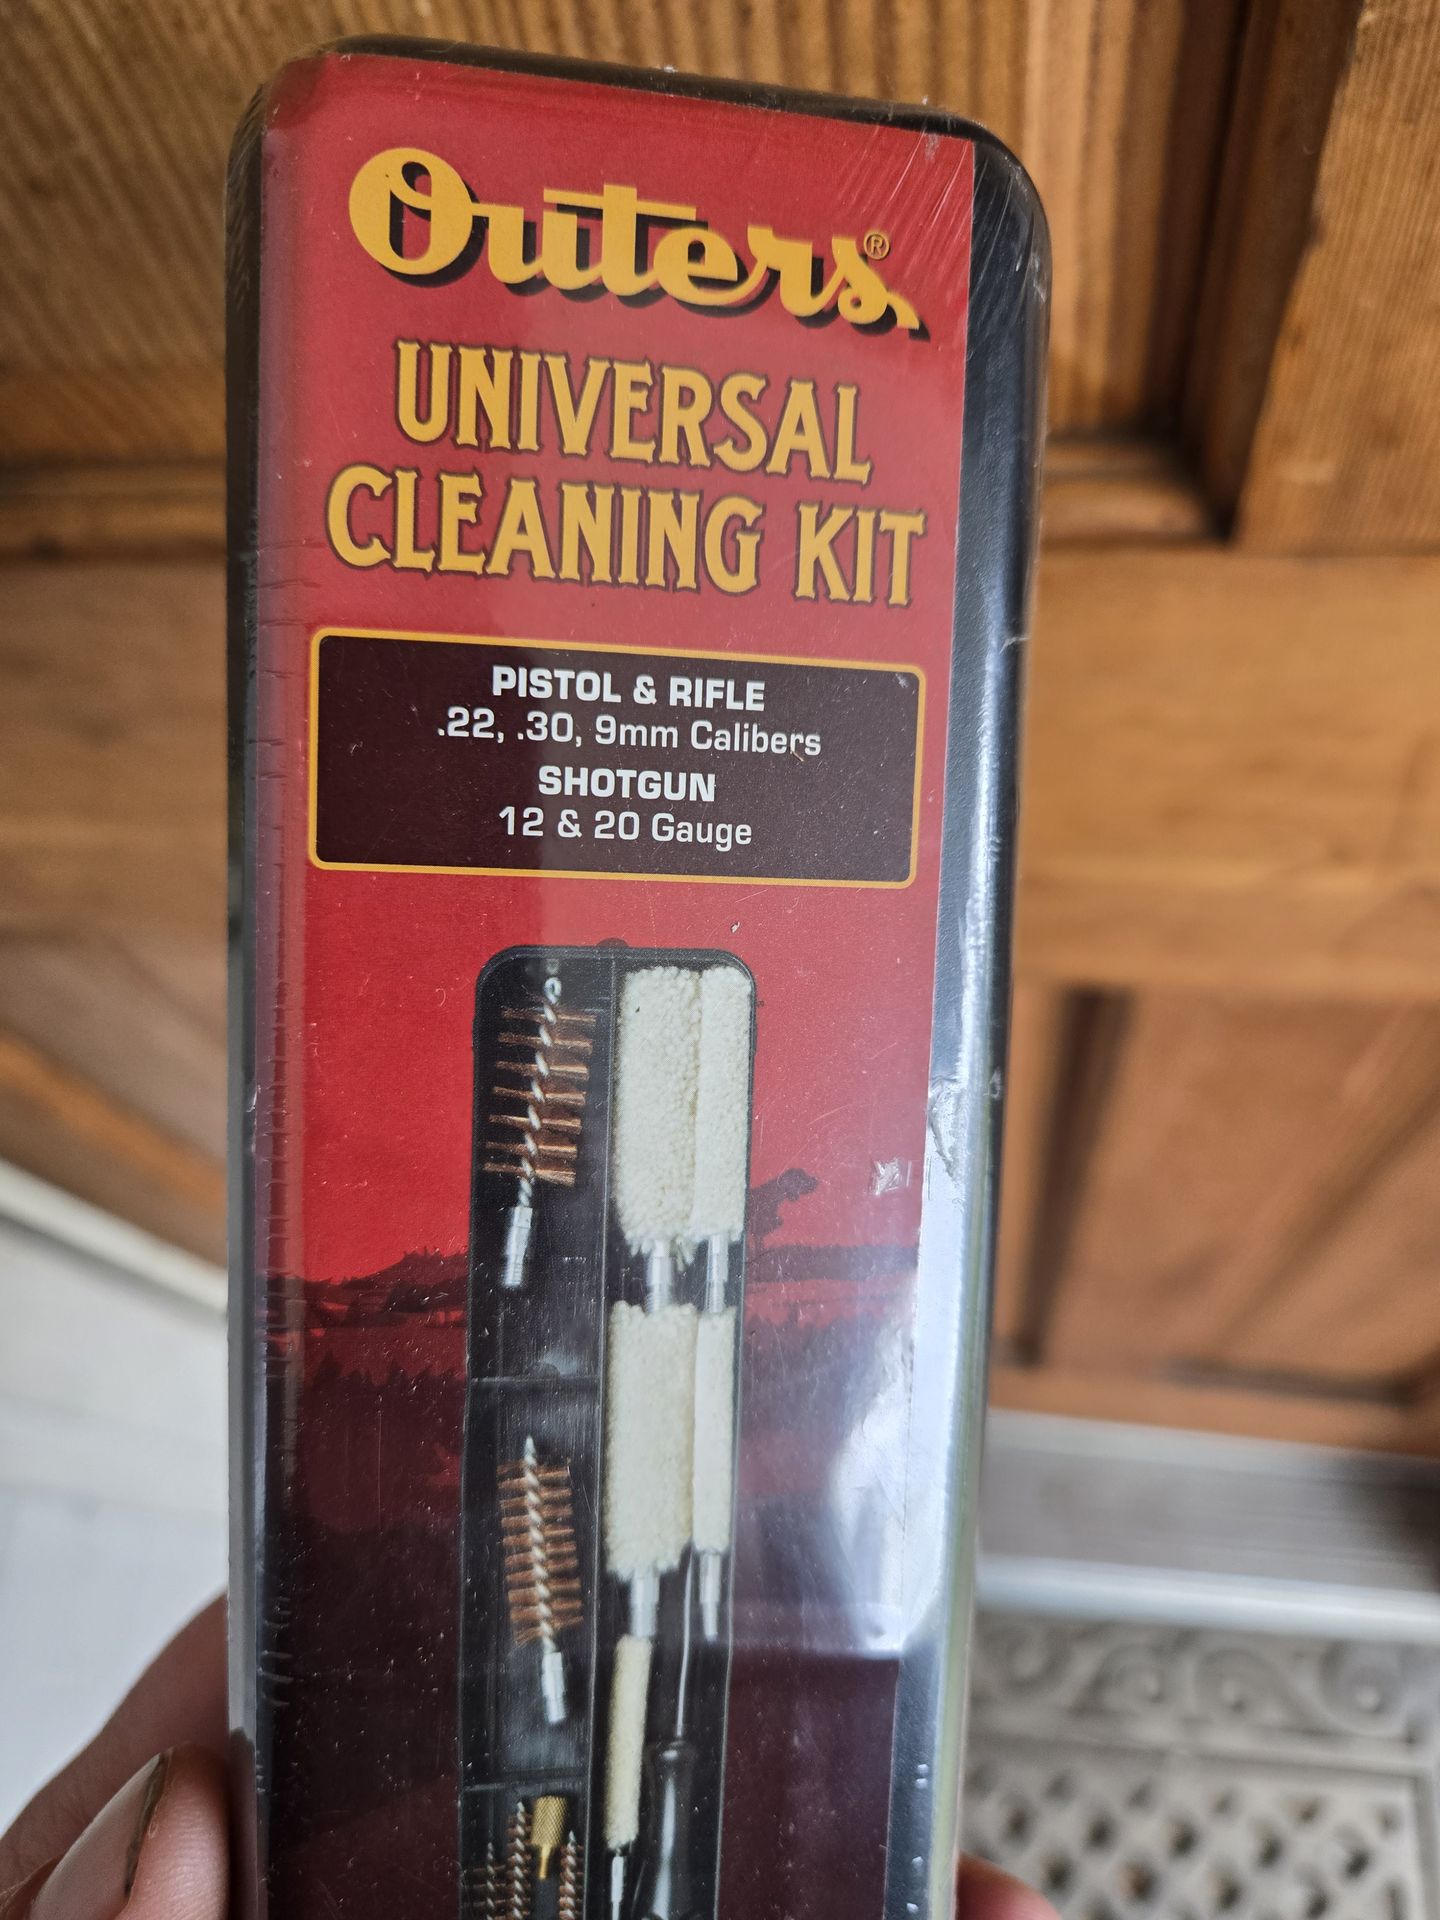 Outers®
UNIVERSAL
CLEANING KIT
PISTOL & RIFLE
.22, .30, 9mm Calibers
SHOTGUN
12 & 20 Gauge